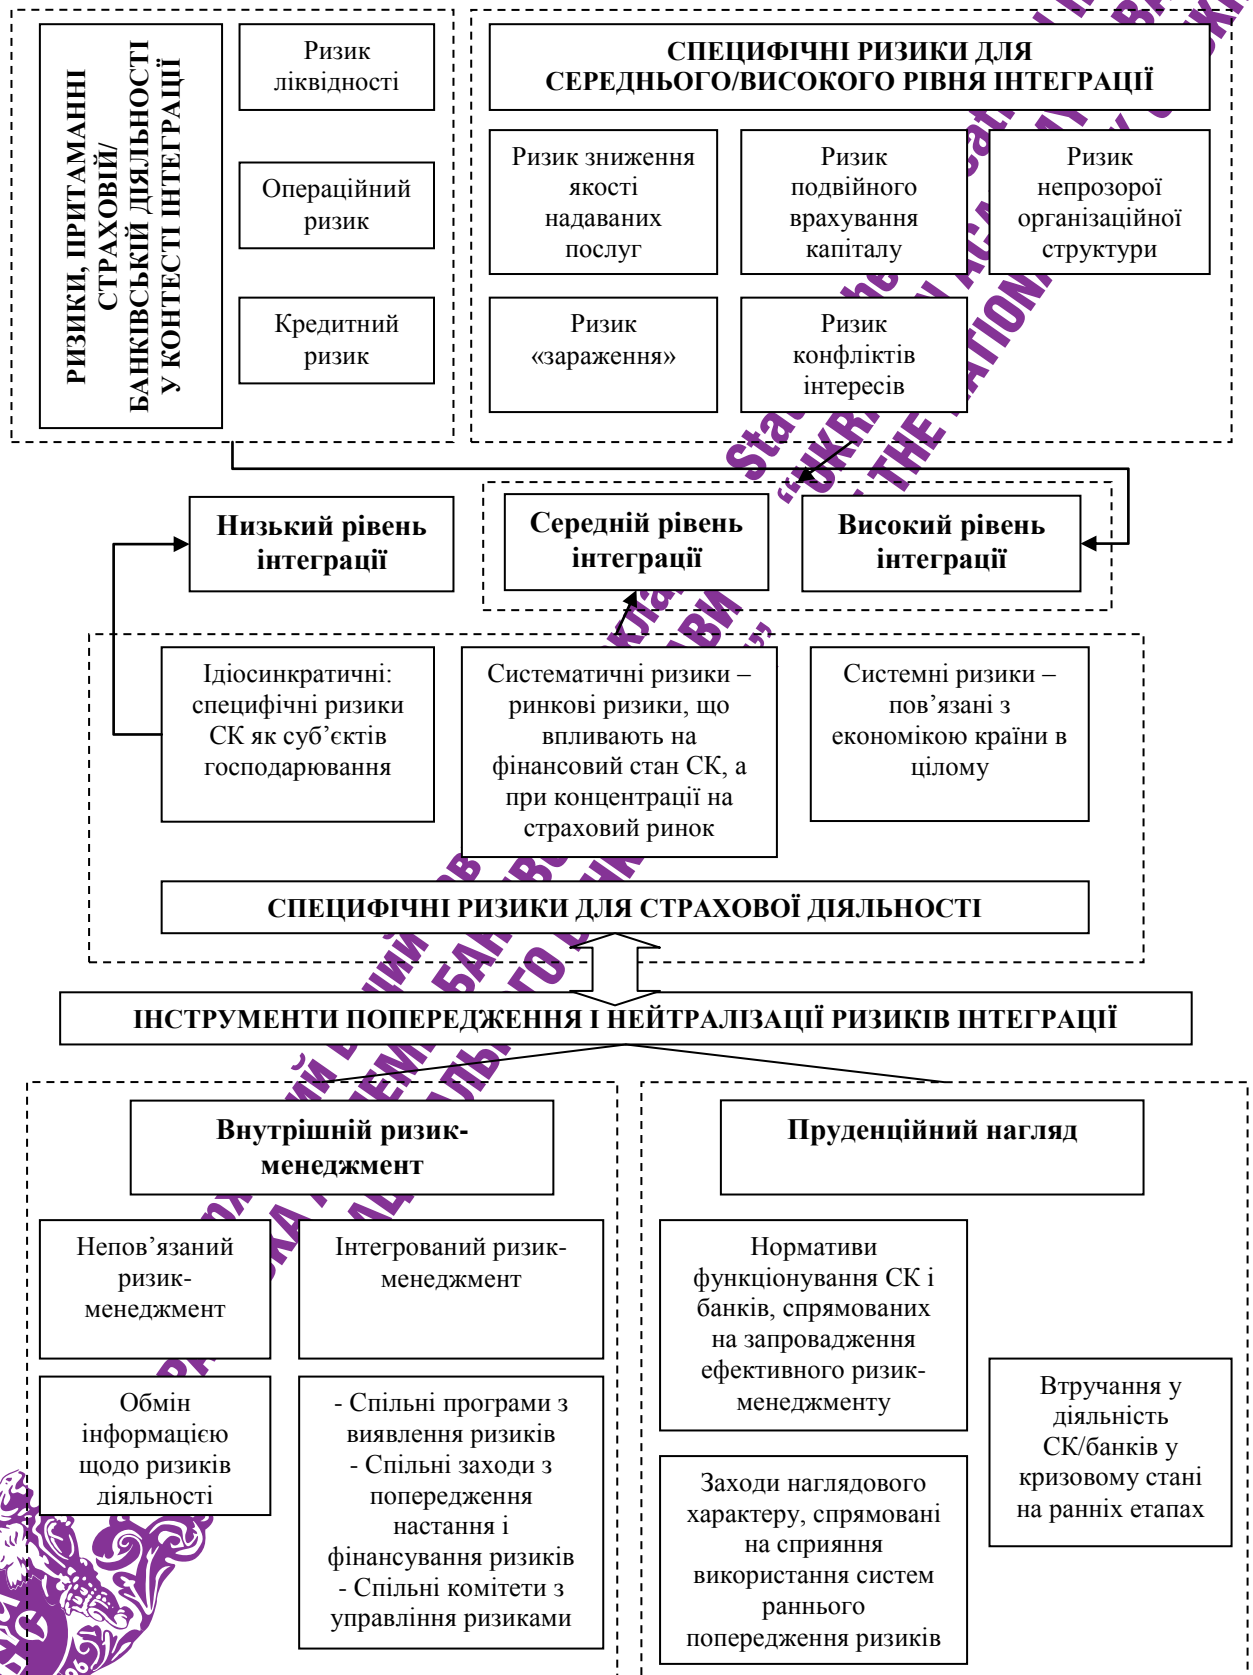 РИЗИКИ, ПРИТАМАННІ
СТРАХОВІЙ/
БАНКІВСЬКІЙ ДІЯЛЬНОСТІ
У КОНТЕСТІ ІНТЕГРАЦІЇ
Ризик
ліквідності
Операційний
ризик
Кредитний
ризик
СПЕЦИФІЧНІ РИЗИКИ ДЛЯ
СЕРЕДНЬОГО/ВИСОКОГО РІВНЯ ІНТЕГРАЦІЇ
Ризик зниження
якості
надаваних
послуг
Ризик
подвійного
врахування
капіталу
Ризик
непрозорої
організаційної
структури
Ризик
«зараження»
Ризик
конфліктів
інтересів
Низький рівень
інтеграції
Середній рівень
інтеграції
Високий рівень
інтеграції
Ідіосинкратичні:
специфічні ризики
СК як суб’єктів
господарювання
Систематичні ризики –
ринкові ризики, що
впливають на
фінансовий стан СК, а
при концентрації на
страховий ринок
Системні ризики –
пов’язані з
економікою країни в
цілому
СПЕЦИФІЧНІ РИЗИКИ ДЛЯ СТРАХОВОЇ ДІЯЛЬНОСТІ
ІНСТРУМЕНТИ ПОПЕРЕДЖЕННЯ І НЕЙТРАЛІЗАЦІЇ РИЗИКІВ ІНТЕГРАЦІЇ
Внутрішній ризик-
менеджмент
Непов’язаний
ризик-
менеджмент
Інтегрований ризик-
менеджмент
Обмін
інформацією
щодо ризиків
діяльності
- Спільні програми з
виявлення ризиків
- Спільні заходи з
попередження
настання і
фінансування ризиків
- Спільні комітети з
управління ризиками
Пруденційний нагляд
Нормативи
функціонування СК і
банків, спрямованих
на запровадження
ефективного ризик-
менеджменту
Заходи наглядового
характеру, спрямовані
на сприяння
використання систем
раннього
попередження ризиків
Втручання у
діяльність
СК/банків у
кризовому стані
на ранніх етапах